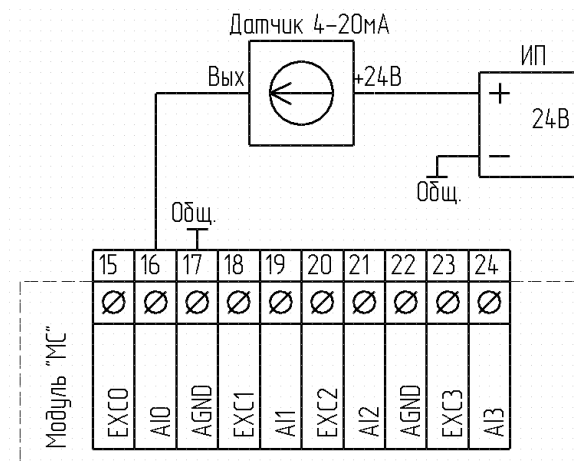 Датчик 4-20мА
ИП
Вых
+24В
+
24В
−
Общ.
Общ.
15 16 17 18 19 20 21 22 23 24
Модуль "МС"
EXC0 AI0 AGND EXC1 AI1 EXC2 AI2 AGND EXC3 AI3